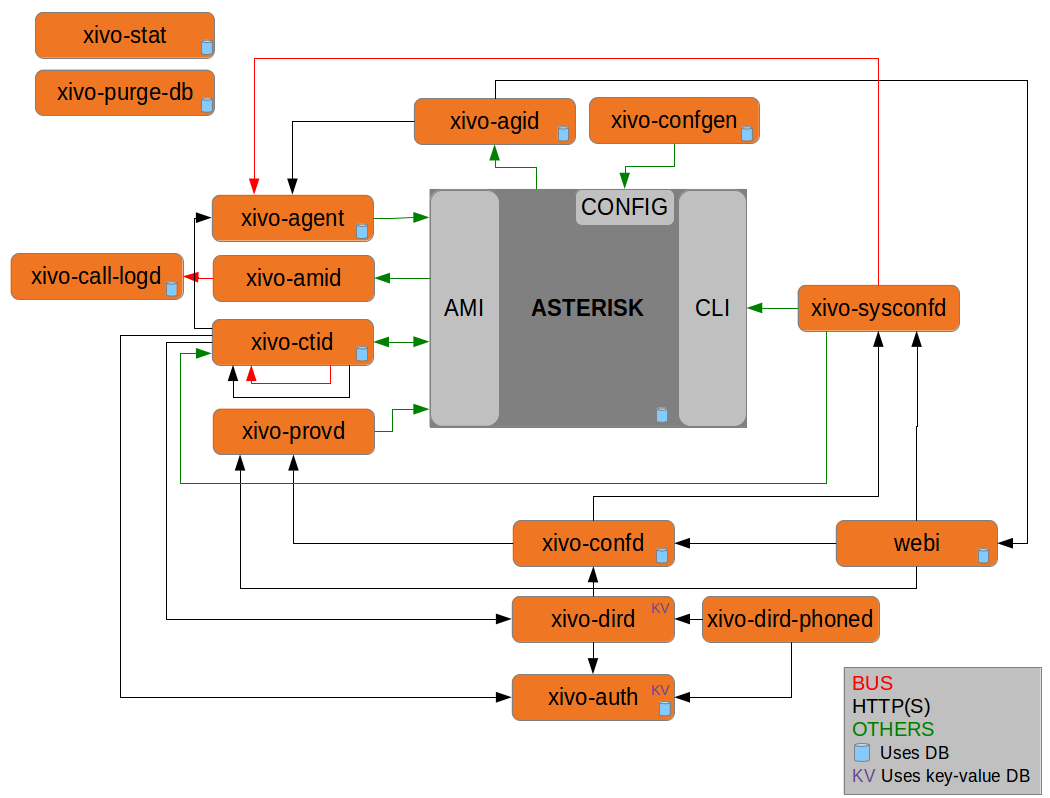 xivo-stat
xivo-purge-db
xivo-agid
xivo-confgen
xivo-agent
CONFIG
xivo-call-logd
xivo-amid
AMI
ASTERISK
CLI
xivo-sysconfd
xivo-ctid
xivo-provd
xivo-confd
webi
xivo-dird
KV
xivo-dird-phoned
xivo-auth
KV
BUS
HTTP(S)
OTHERS
Uses DB
KV Uses key-value DB